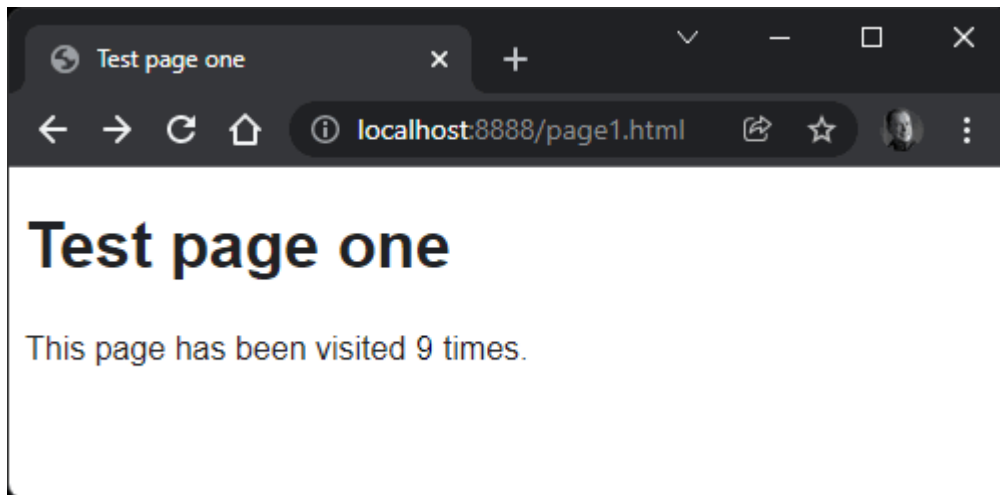 Test page one
localhost:8888/page1.html
Test page one
This page has been visited 9 times.